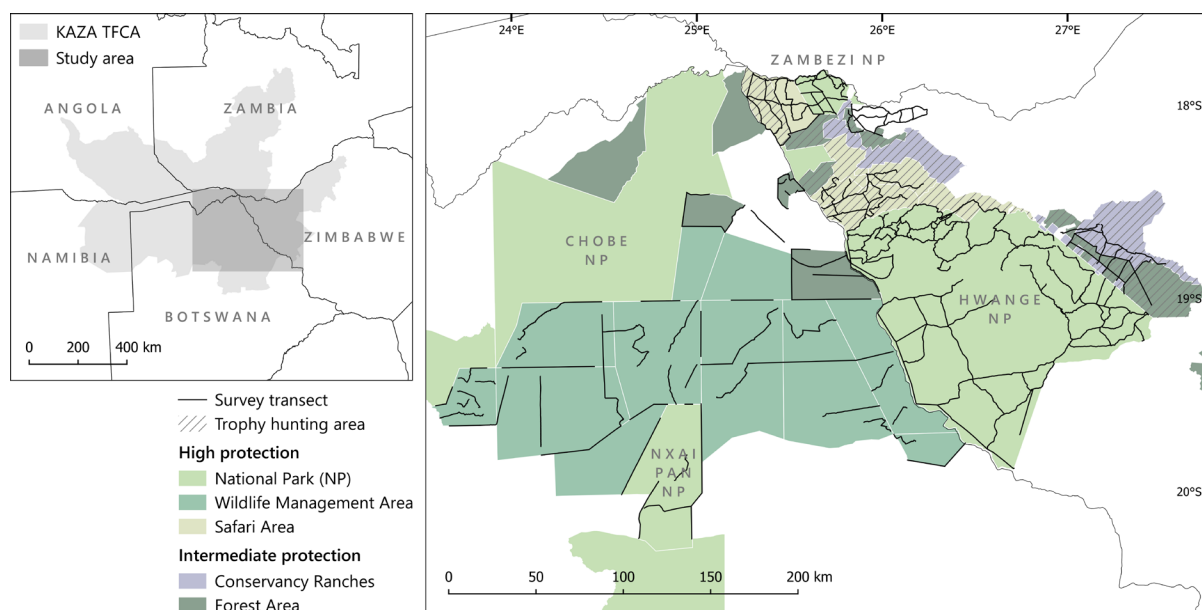 KAZA TFCA
Study area
ANGOLA
ZAMBIA
NAMIBIA
ZIMBABWE
BOTSWANA
0 200 400 km
Survey transect
Trophy hunting area
High protection
National Park (NP)
Wildlife Management Area
Safari Area
Intermediate protection
Conservancy Ranches
Forest Area
24°E 25°E 26°E 27°E
ZAMBEZI NP
18°S
CHOBE
NP
HWANGE
NP
19°S
NXAI
PAN
NP
20°S
0 50 100 150 200 km